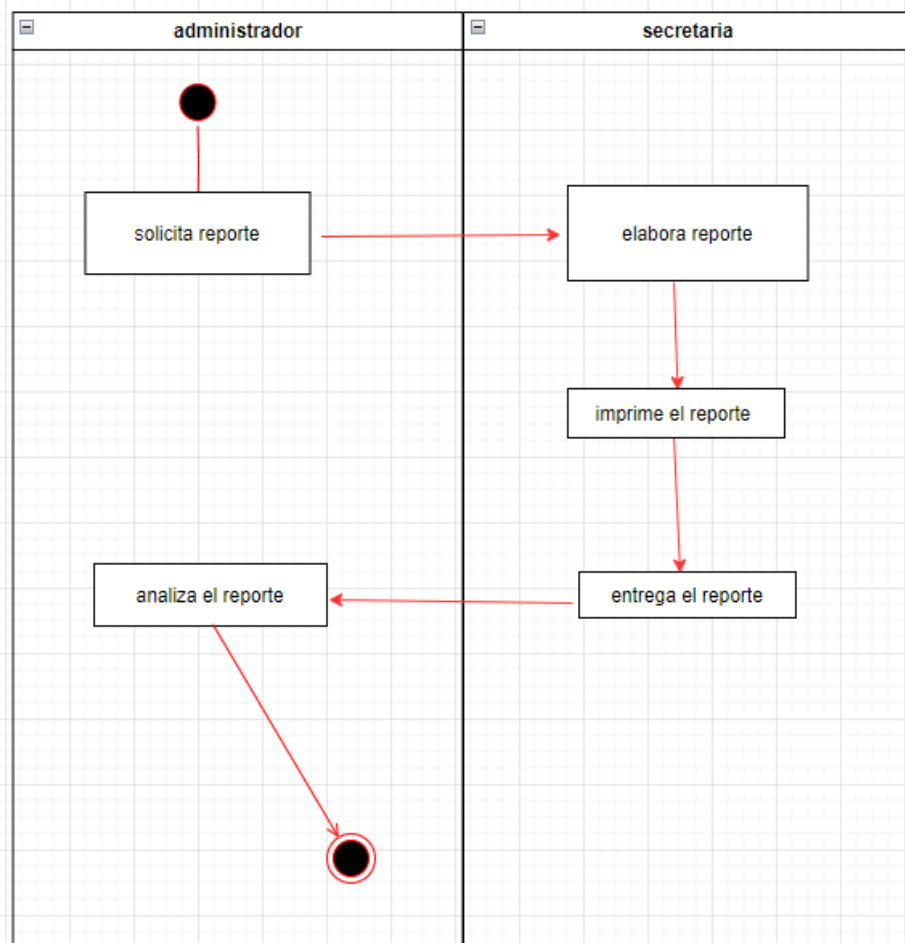 administrador
secretaria
solicita reporte
elabora reporte
imprime el reporte
analiza el reporte
entrega el reporte